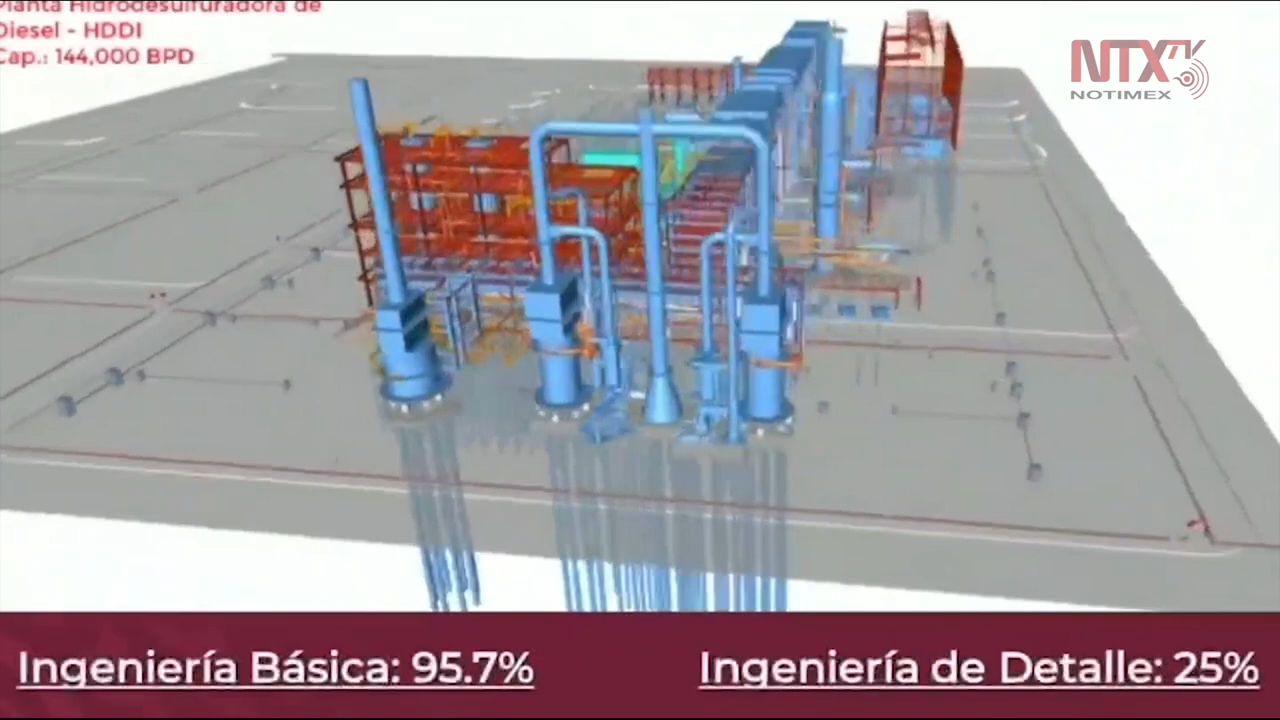 Planta Hidrodesulfuradora de
Diesel - HDDI
Cap.: 144,000 BPD
NTX
NOTIMEX
Ingeniería Básica: 95.7%
Ingeniería de Detalle: 25%